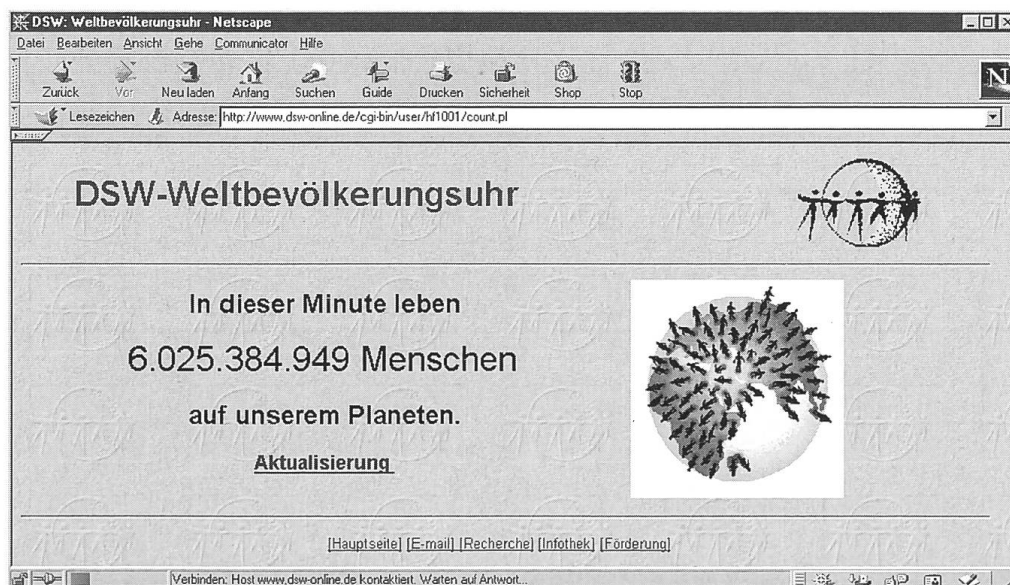 DSW: Weltbevölkerungsuhr - Netscape
Datei Bearbeiten Ansicht Gehe Communicator Hilfe
Zurück Vor Neu laden Anfang Suchen Guide Drucken Sicherheit Shop Stop
N
Lesezeichen Adresse: http://www.dsw-online.de/cgi-bin/user/hf1001/count.pl
DSW-Weltbevölkerungsuhr
In dieser Minute leben
6.025.384.949 Menschen
auf unserem Planeten.
Aktualisierung
[Hauptseite] [E-mail] [Recherche] [Infothek] [Förderung]
Verbinden: Host www.dsw-online.de kontaktiert. Warten auf Antwort...